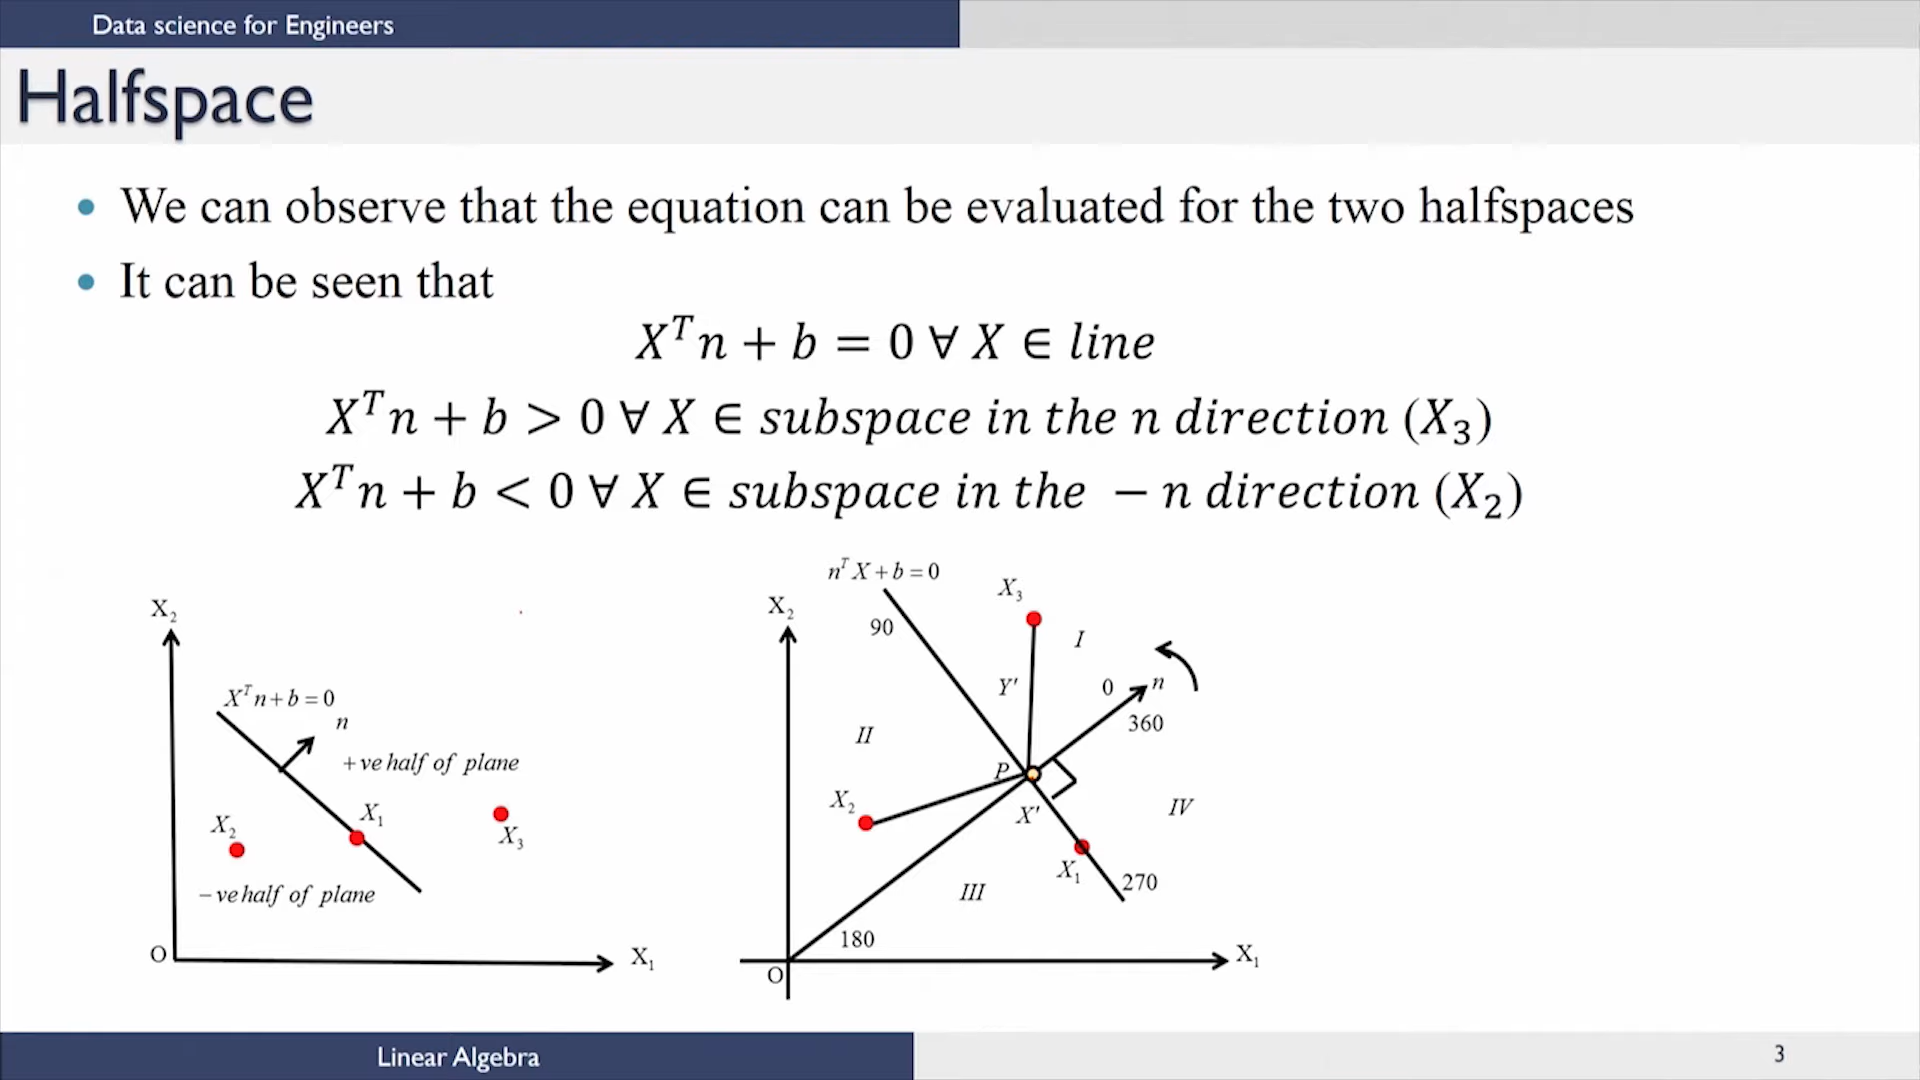 Data science for Engineers
Halfspace
• We can observe that the equation can be evaluated for the two halfspaces
• It can be seen that
Xᵀn + b = 0 ∀ X ∈ line
Xᵀn + b > 0 ∀ X ∈ subspace in the n direction (X₃)
Xᵀn + b < 0 ∀ X ∈ subspace in the − n direction (X₂)
X₂
Xᵀn + b = 0
n
+ve half of plane
X₁
X₂
X₃
−ve half of plane
O
X₁
nᵀX + b = 0
X₃
X₂
90
I
Y'
0
n
360
II
P
X₂
X'
IV
X₁
270
III
180
O
X₁
Linear Algebra
3